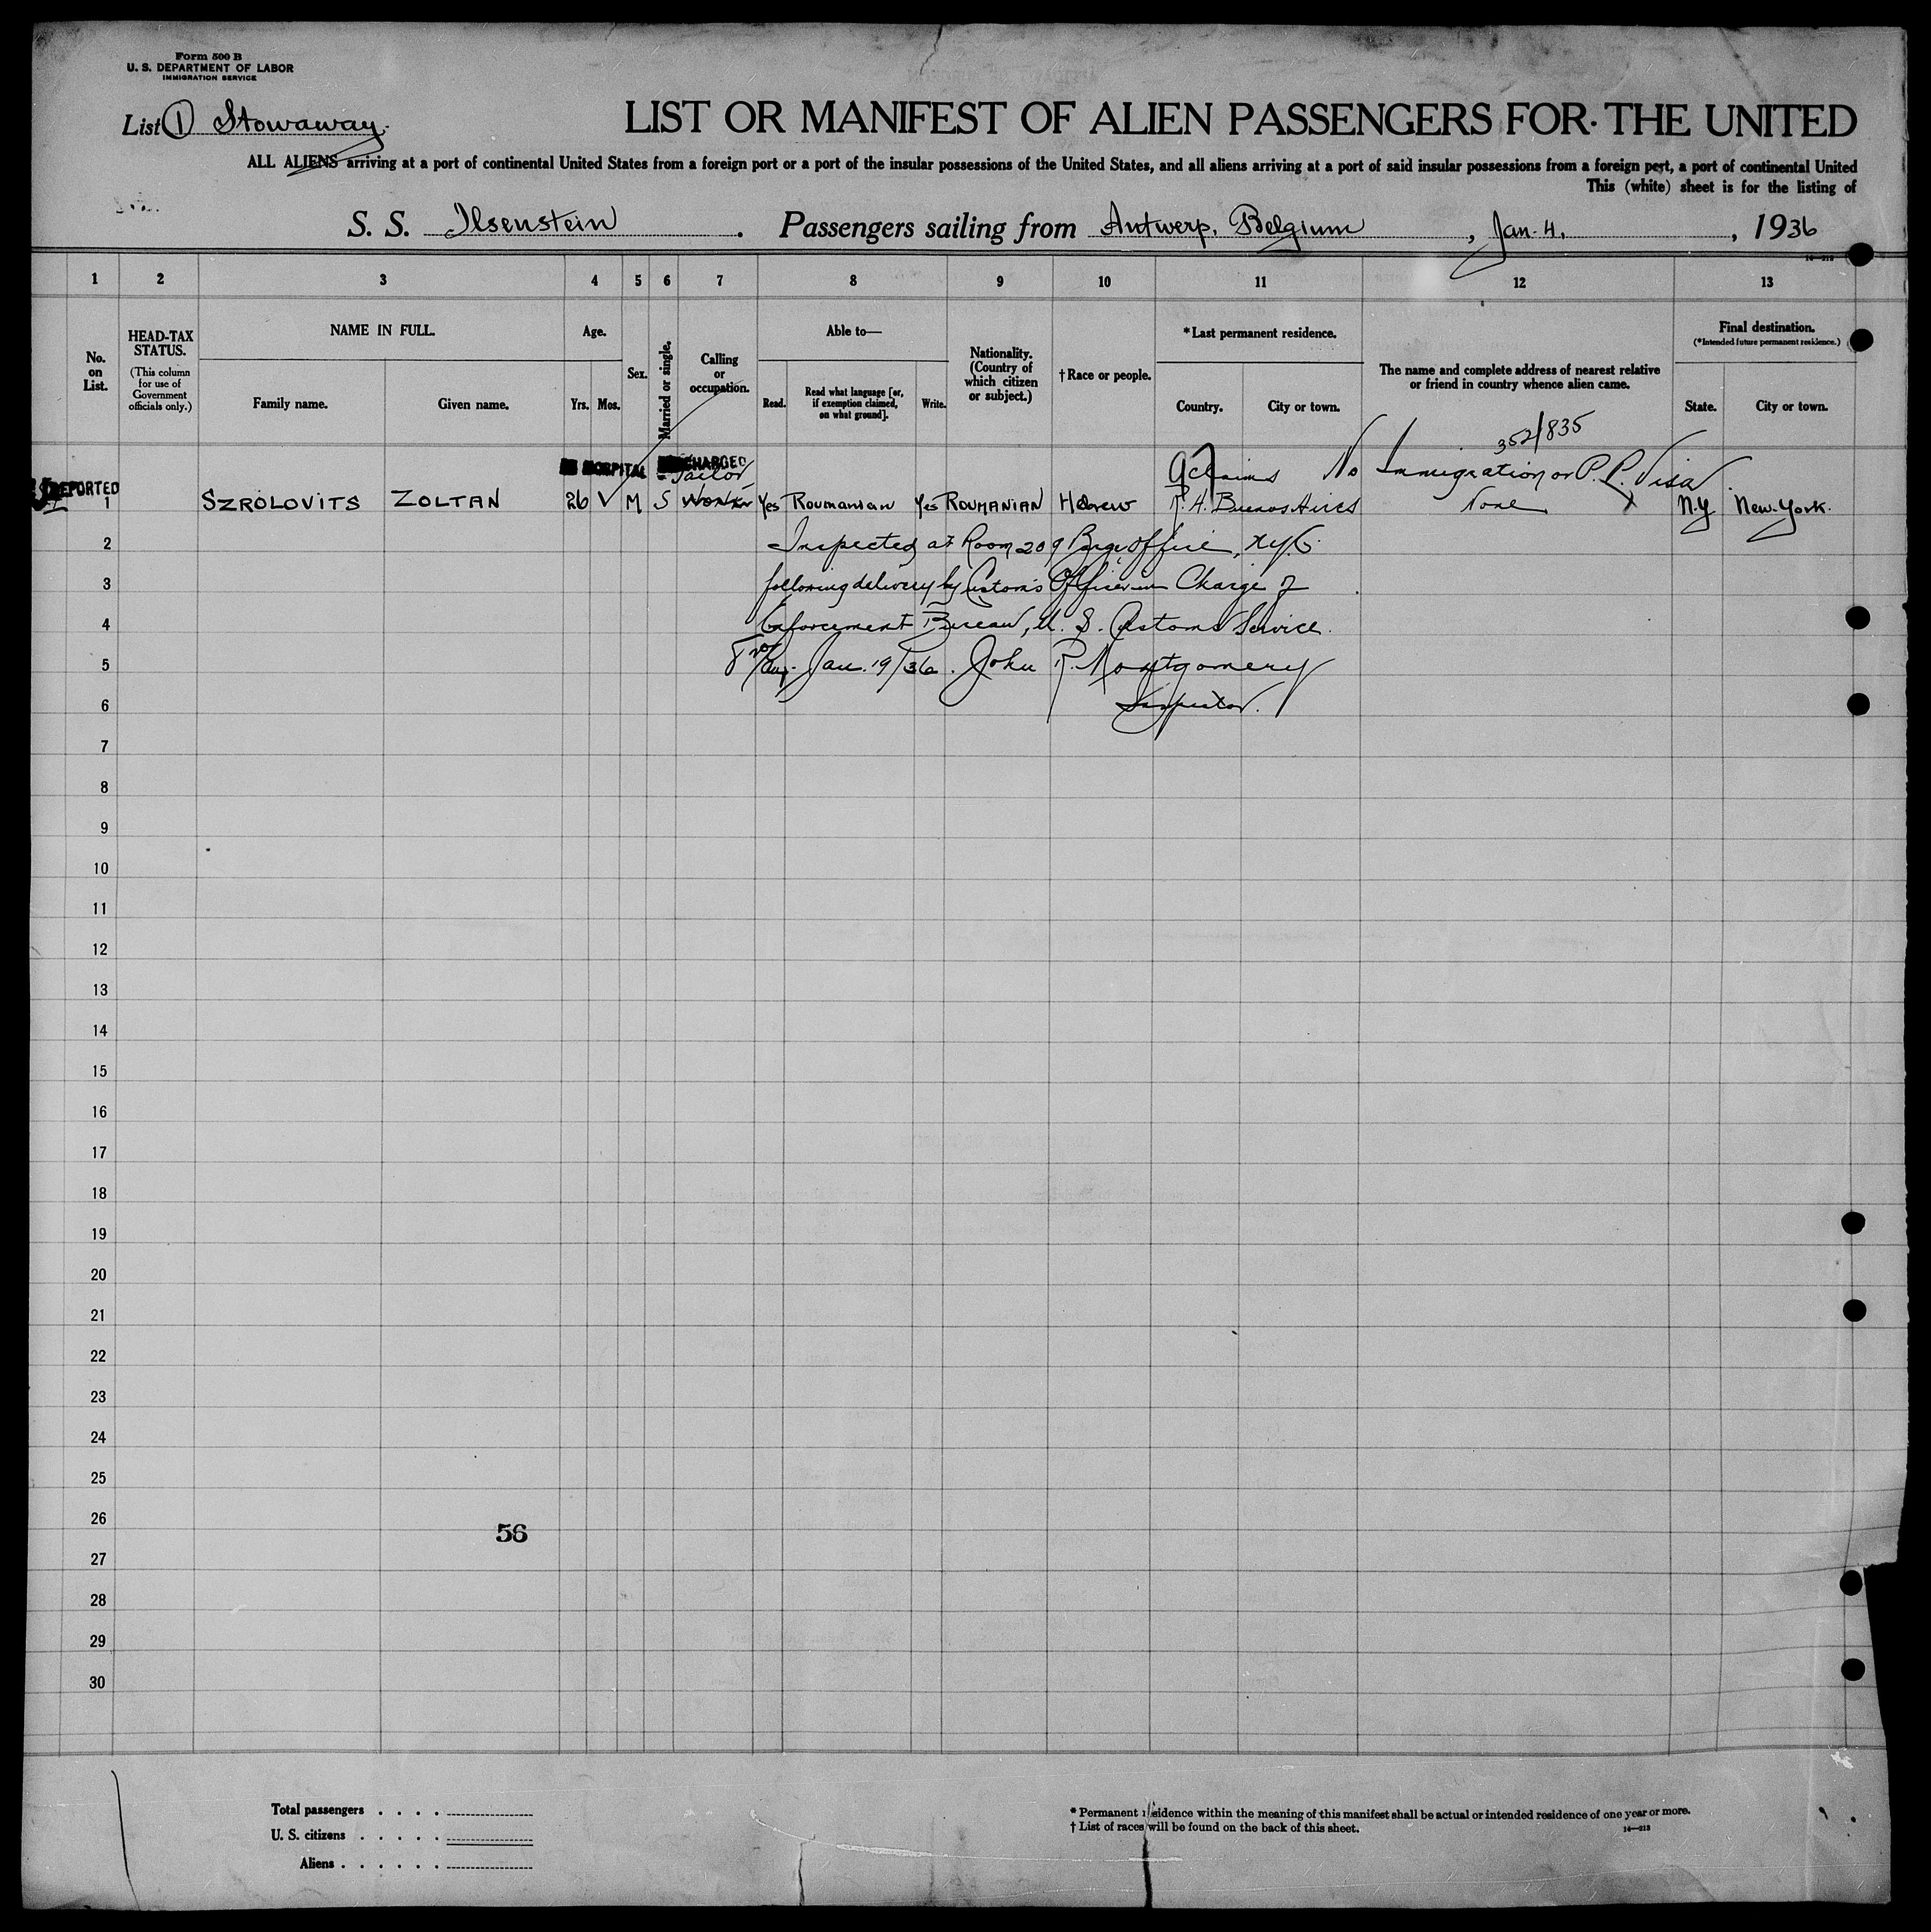 Form 500 B
U. S. DEPARTMENT OF LABOR
IMMIGRATION SERVICE
List 1 Stowaway.
LIST OR MANIFEST OF ALIEN PASSENGERS FOR THE UNITED
ALL ALIENS arriving at a port of continental United States from a foreign port or a port of the insular possessions of the United States, and all aliens arriving at a port of said insular possessions from a foreign port, a port of continental United
This (white) sheet is for the listing of
S. S. Ilsenstein . Passengers sailing from Antwerp, Belgium , Jan. 4, , 1936
1 2 3 4 5 6 7 8 9 10 11 12 13
No. on List.
HEAD-TAX STATUS.
(This column for use of Government officials only.)
NAME IN FULL.
Family name. Given name.
Age.
Yrs. Mos.
Sex.
Married or single.
Calling or occupation.
Able to—
Read. Read what language [or, if exemption claimed, on what ground]. Write.
Nationality. (Country of which citizen or subject.)
† Race or people.
*Last permanent residence.
Country. City or town.
The name and complete address of nearest relative or friend in country whence alien came.
Final destination.
(*Intended future permanent residence.)
State. City or town.
352/835
HOSPITAL DISCHARGED
Claims No Immigration or P. P. Visa
Tailor
DEPORTED
1 SZROLOVITS ZOLTAN 26 M S Worker Yes Roumanian Yes ROUMANIAN Hebrew Buenos Aires None N.Y. New-York.
2 Inspected at Room 209 Barge Office, N.Y.C.
3 following delivery by Customs Officer in Charge of
4 Enforcement Bureau, U. S. Customs Service.
5 Jan. 19/36. John R. Montgomery
6 Inspector.
7
8
9
10
11
12
13
14
15
16
17
18
19
20
21
22
23
24
25
26
56
27
28
29
30
Total passengers . . . .
U. S. citizens . . . . .
Aliens . . . . . .
* Permanent residence within the meaning of this manifest shall be actual or intended residence of one year or more.
† List of races will be found on the back of this sheet.
14—213